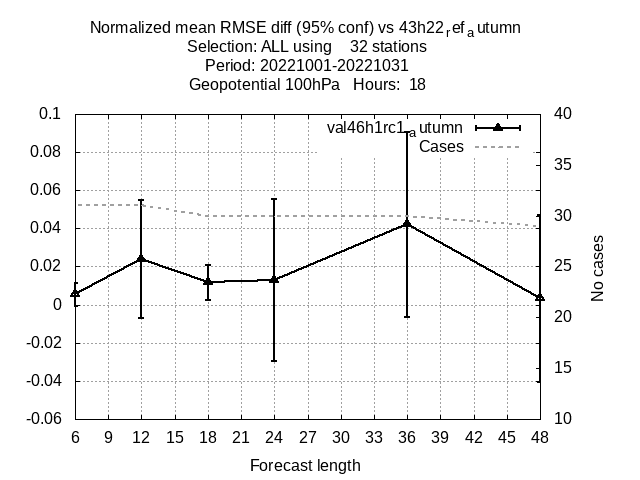 Normalized mean RMSE diff (95% conf) vs 43h22refautumn
Selection: ALL using 32 stations
Period: 20221001-20221031
Geopotential 100hPa Hours: 18
val46h1rc1autumn
Cases
0.1
0.08
0.06
0.04
0.02
0
-0.02
-0.04
-0.06
40
35
30
25
20
15
10
No cases
6 9 12 15 18 21 24 27 30 33 36 39 42 45 48
Forecast length